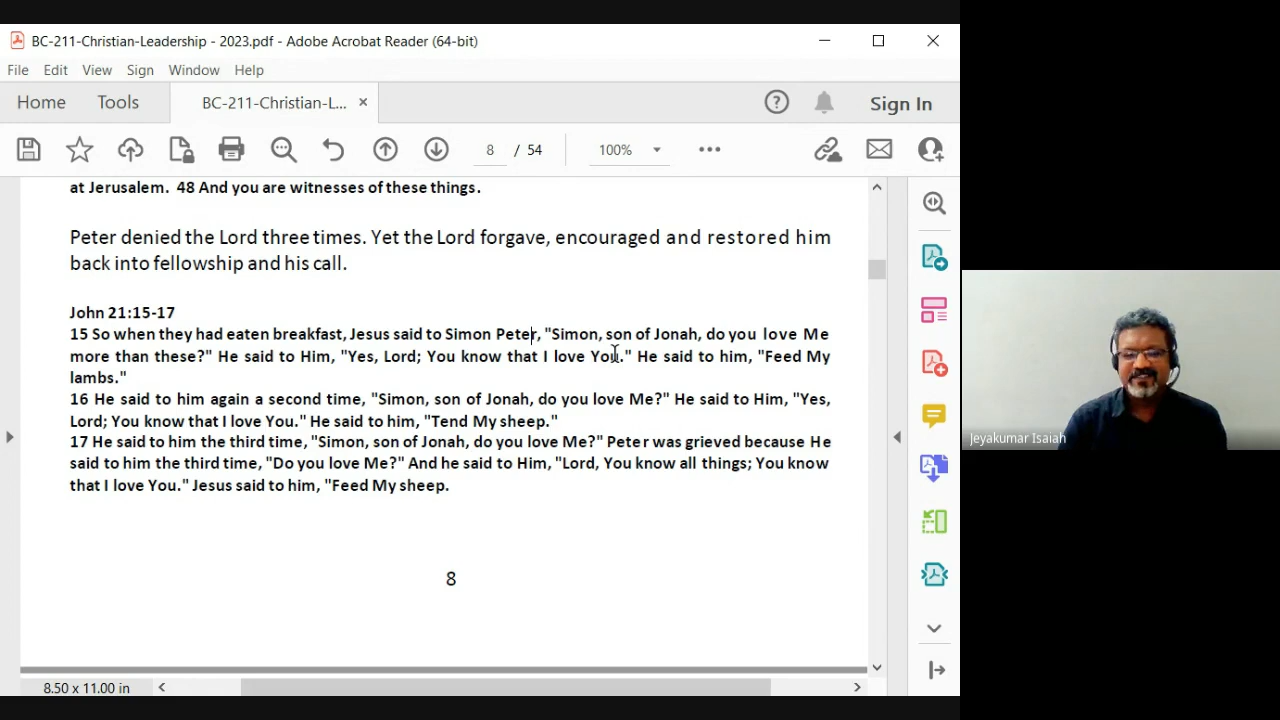 BC-211-Christian-Leadership - 2023.pdf - Adobe Acrobat Reader (64-bit)
File Edit View Sign Window Help
Home Tools BC-211-Christian-L... × Sign In
8 / 54 100%
at Jerusalem. 48 And you are witnesses of these things.
Peter denied the Lord three times. Yet the Lord forgave, encouraged and restored him
back into fellowship and his call.
John 21:15-17
15 So when they had eaten breakfast, Jesus said to Simon Peter, "Simon, son of Jonah, do you love Me
more than these?" He said to Him, "Yes, Lord; You know that I love You." He said to him, "Feed My
lambs."
16 He said to him again a second time, "Simon, son of Jonah, do you love Me?" He said to Him, "Yes,
Lord; You know that I love You." He said to him, "Tend My sheep."
17 He said to him the third time, "Simon, son of Jonah, do you love Me?" Peter was grieved because He
said to him the third time, "Do you love Me?" And he said to Him, "Lord, You know all things; You know
that I love You." Jesus said to him, "Feed My sheep.
8
8.50 x 11.00 in
Jeyakumar Isaiah